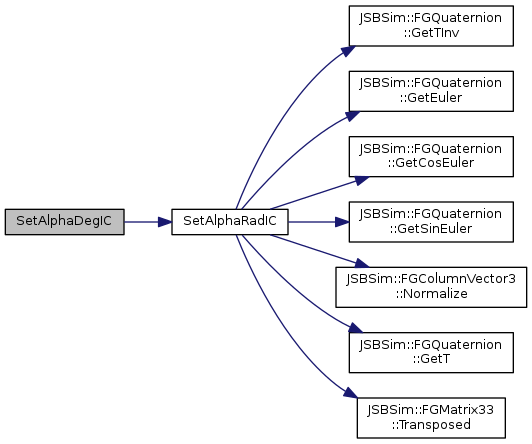 SetAlphaDegIC
SetAlphaRadIC
JSBSim::FGQuaternion
::GetTInv
JSBSim::FGQuaternion
::GetEuler
JSBSim::FGQuaternion
::GetCosEuler
JSBSim::FGQuaternion
::GetSinEuler
JSBSim::FGColumnVector3
::Normalize
JSBSim::FGQuaternion
::GetT
JSBSim::FGMatrix33
::Transposed